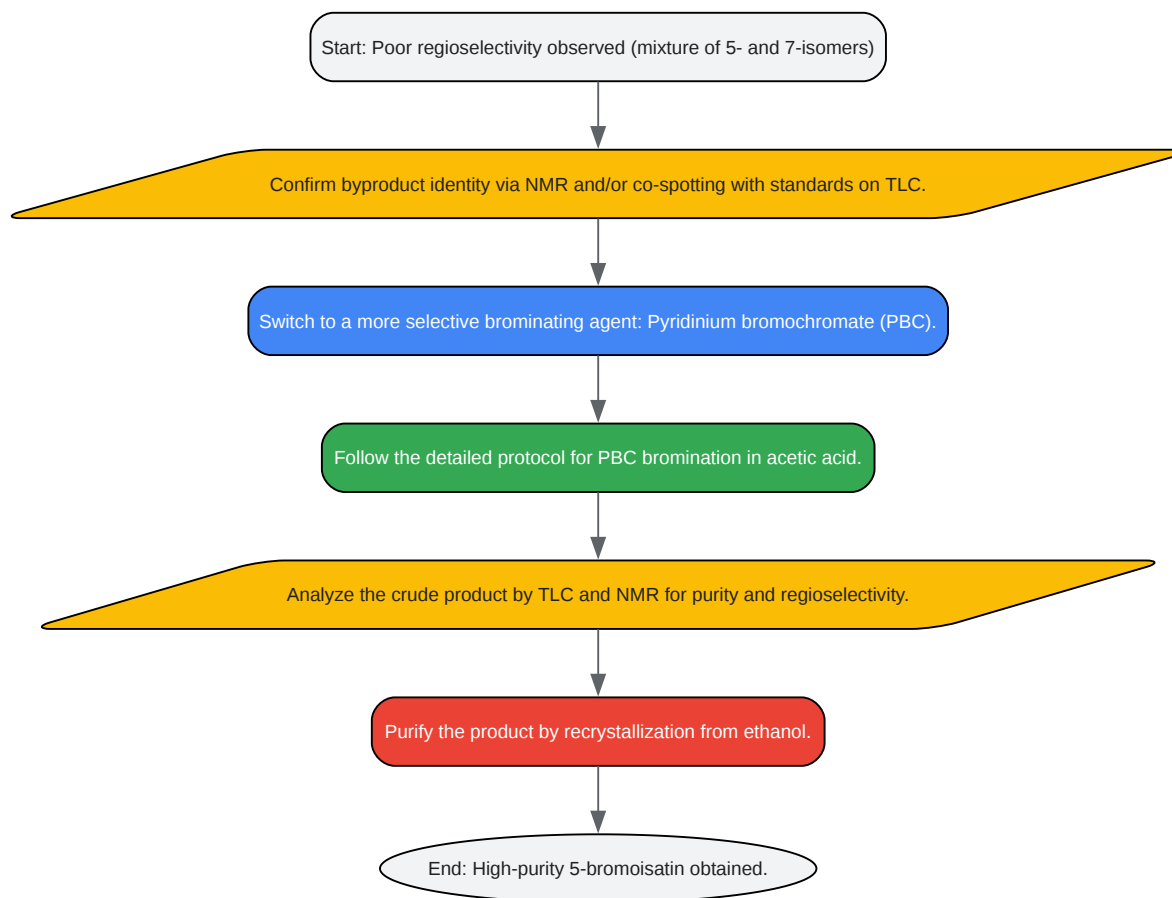 Start: Poor regioselectivity observed (mixture of 5- and 7-isomers)
Confirm byproduct identity via NMR and/or co-spotting with standards on TLC.
Switch to a more selective brominating agent: Pyridinium bromochromate (PBC).
Follow the detailed protocol for PBC bromination in acetic acid.
Analyze the crude product by TLC and NMR for purity and regioselectivity.
Purify the product by recrystallization from ethanol.
End: High-purity 5-bromoisatin obtained.